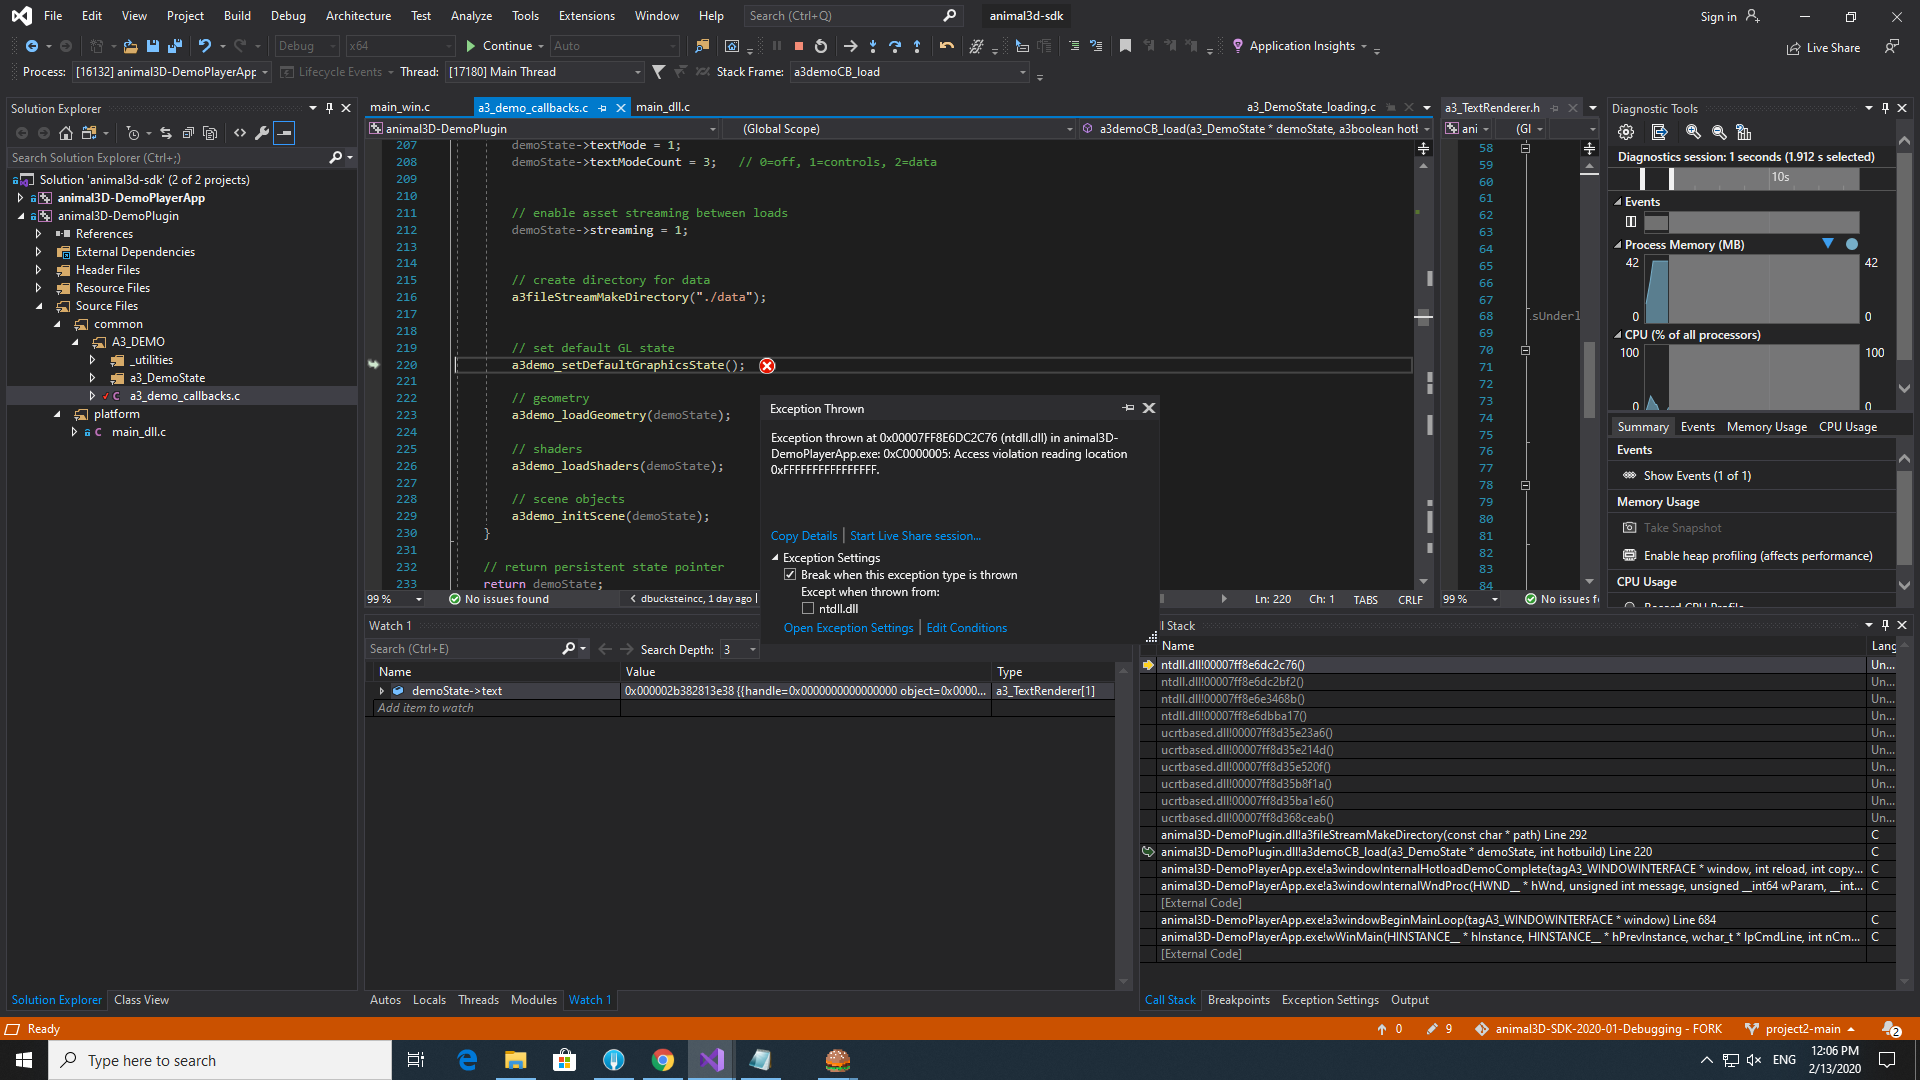 File Edit View Project Build Debug Architecture Test Analyze Tools Extensions Window Help Search (Ctrl+Q) animal3d-sdk Sign in
Debug x64 Continue Auto Application Insights Live Share
Process: [16132] animal3D-DemoPlayerApp Lifecycle Events Thread: [17180] Main Thread Stack Frame: a3demoCB_load
Solution Explorer
Search Solution Explorer (Ctrl+;)
Solution 'animal3d-sdk' (2 of 2 projects)
animal3D-DemoPlayerApp
animal3D-DemoPlugin
References
External Dependencies
Header Files
Resource Files
Source Files
common
A3_DEMO
_utilities
a3_DemoState
a3_demo_callbacks.c
platform
main_dll.c
Solution Explorer Class View
main_win.c a3_demo_callbacks.c main_dll.c a3_DemoState_loading.c
animal3D-DemoPlugin (Global Scope) a3demoCB_load(a3_DemoState * demoState, a3boolean hotl
207 demoState->textMode = 1;
208 demoState->textModeCount = 3; // 0=off, 1=controls, 2=data
209
210
211 // enable asset streaming between loads
212 demoState->streaming = 1;
213
214
215 // create directory for data
216 a3fileStreamMakeDirectory("./data");
217
218
219 // set default GL state
220 a3demo_setDefaultGraphicsState();
221
222 // geometry
223 a3demo_loadGeometry(demoState);
224
225 // shaders
226 a3demo_loadShaders(demoState);
227
228 // scene objects
229 a3demo_initScene(demoState);
230 }
231
232 // return persistent state pointer
233 return demoState;
99 % No issues found dbucksteincc, 1 day ago Ln: 220 Ch: 1 TABS CRLF
Exception Thrown
Exception thrown at 0x00007FF8E6DC2C76 (ntdll.dll) in animal3D-
DemoPlayerApp.exe: 0xC0000005: Access violation reading location
0xFFFFFFFFFFFFFFFF.
Copy Details Start Live Share session...
Exception Settings
Break when this exception type is thrown
Except when thrown from:
ntdll.dll
Open Exception Settings Edit Conditions
a3_TextRenderer.h
ani (Gl
58
59
60
61
62
63
64
65
66
67
68 .sUnderl
69
70
71
72
73
74
75
76
77
78
79
80
81
82
83
84
99 % No issues f
Diagnostic Tools
Diagnostics session: 1 seconds (1.912 s selected)
10s
Events
Process Memory (MB)
42 42
0 0
CPU (% of all processors)
100 100
0 0
Summary Events Memory Usage CPU Usage
Events
Show Events (1 of 1)
Memory Usage
Take Snapshot
Enable heap profiling (affects performance)
CPU Usage
Record CPU Profile
Watch 1
Search (Ctrl+E) Search Depth: 3
Name Value Type
demoState->text 0x000002b382813e38 {{handle=0x0000000000000000 object=0x0000... a3_TextRenderer[1]
Add item to watch
Autos Locals Threads Modules Watch 1
l Stack
Name Lang
ntdll.dll!00007ff8e6dc2c76() Un...
ntdll.dll!00007ff8e6dc2bf2() Un...
ntdll.dll!00007ff8e6e3468b() Un...
ntdll.dll!00007ff8e6dbba17() Un...
ucrtbased.dll!00007ff8d35e23a6() Un...
ucrtbased.dll!00007ff8d35e214d() Un...
ucrtbased.dll!00007ff8d35e520f() Un...
ucrtbased.dll!00007ff8d35b8f1a() Un...
ucrtbased.dll!00007ff8d35ba1e6() Un...
ucrtbased.dll!00007ff8d368ceab() Un...
animal3D-DemoPlugin.dll!a3fileStreamMakeDirectory(const char * path) Line 292 C
animal3D-DemoPlugin.dll!a3demoCB_load(a3_DemoState * demoState, int hotbuild) Line 220 C
animal3D-DemoPlayerApp.exe!a3windowInternalHotloadDemoComplete(tagA3_WINDOWINTERFACE * window, int reload, int copy... C
animal3D-DemoPlayerApp.exe!a3windowInternalWndProc(HWND__ * hWnd, unsigned int message, unsigned __int64 wParam, __int... C
[External Code]
animal3D-DemoPlayerApp.exe!a3windowBeginMainLoop(tagA3_WINDOWINTERFACE * window) Line 684 C
animal3D-DemoPlayerApp.exe!wWinMain(HINSTANCE__ * hInstance, HINSTANCE__ * hPrevInstance, wchar_t * lpCmdLine, int nCm... C
[External Code]
Call Stack Breakpoints Exception Settings Output
Ready 0 9 animal3D-SDK-2020-01-Debugging - FORK project2-main 2
Type here to search ENG 12:06 PM
2/13/2020